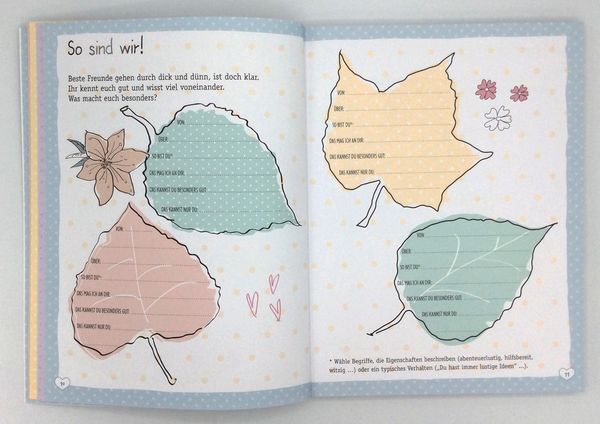 So sind wir!
Beste Freunde gehen durch dick und dünn, ist doch klar.
Ihr kennt euch gut und wisst viel voneinander.
Was macht euch besonders?
VON:
ÜBER:
SO BIST DU*:
DAS MAG ICH AN DIR:
DAS KANNST DU BESONDERS GUT:
DAS KANNST NUR DU:
VON:
ÜBER:
SO BIST DU*:
DAS MAG ICH AN DIR:
DAS KANNST DU BESONDERS GUT:
DAS KANNST NUR DU:
10
VON:
ÜBER:
SO BIST DU*:
DAS MAG ICH AN DIR:
DAS KANNST DU BESONDERS GUT:
DAS KANNST NUR DU:
VON:
ÜBER:
SO BIST DU*:
DAS MAG ICH AN DIR:
DAS KANNST DU BESONDERS GUT:
DAS KANNST NUR DU:
* Wähle Begriffe, die Eigenschaften beschreiben (abenteuerlustig, hilfsbereit,
witzig ...) oder ein typisches Verhalten („Du hast immer lustige Ideen“ ...).
11